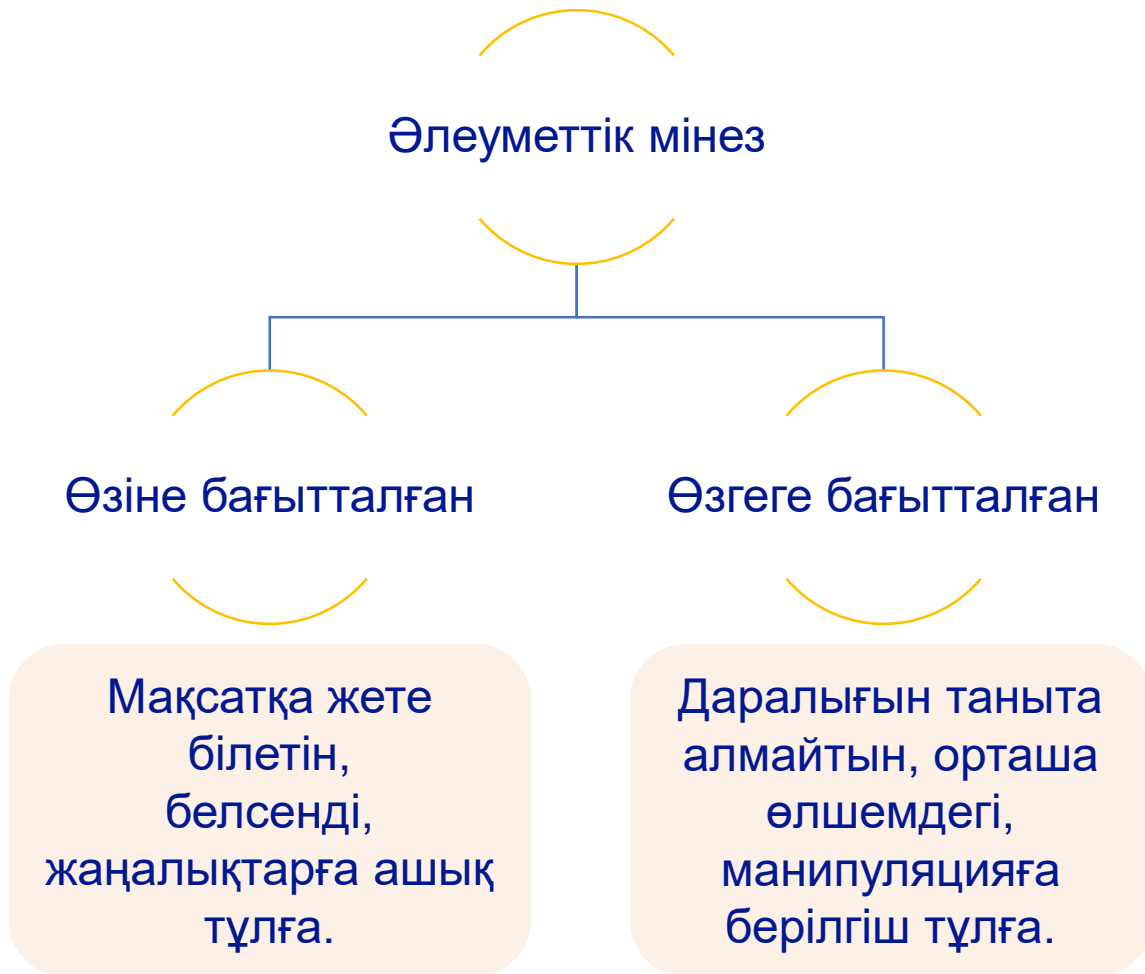 Әлеуметтік мінез
Өзіне бағытталған
Өзгеге бағытталған
Мақсатқа жете
білетін,
белсенді,
жаңалықтарға ашық
тұлға.
Даралығын таныта
алмайтын, орташа
өлшемдегі,
манипуляцияға
берілгіш тұлға.